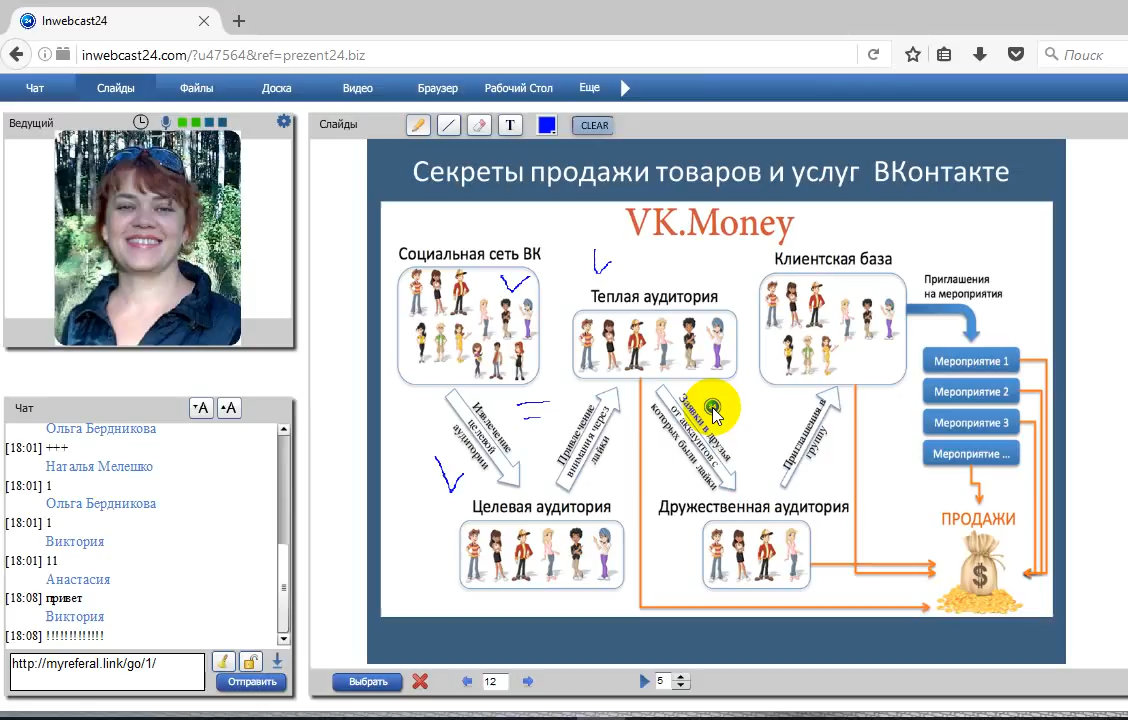 Inwebcast24
inwebcast24.com/?u47564&ref=prezent24.biz
Поиск
Чат
Слайды
Файлы
Доска
Видео
Браузер
Рабочий Стол
Еще
Ведущий
Слайды
T
CLEAR
Секреты продажи товаров и услуг ВКонтакте
VK.Money
Социальная сеть ВК
Теплая аудитория
Клиентская база
Приглашения
на мероприятия
Мероприятие 1
Мероприятие 2
Мероприятие 3
Мероприятие ...
Извлечение
целевой
аудитории
Привлечение
внимания через
лайки
Заявки в друзья
от аккаунтов с
которых были лайки
Приглашения в
группу
Целевая аудитория
Дружественная аудитория
ПРОДАЖИ
$
Чат
▾A
▴A
Ольга Бердникова
[18:01] +++
Наталья Мелешко
[18:01] 1
Ольга Бердникова
[18:01] 1
Виктория
[18:01] 11
Анастасия
[18:08] привет
Виктория
[18:08] !!!!!!!!!!!!!
http://myreferal.link/go/1/
Отправить
Выбрать
12
5